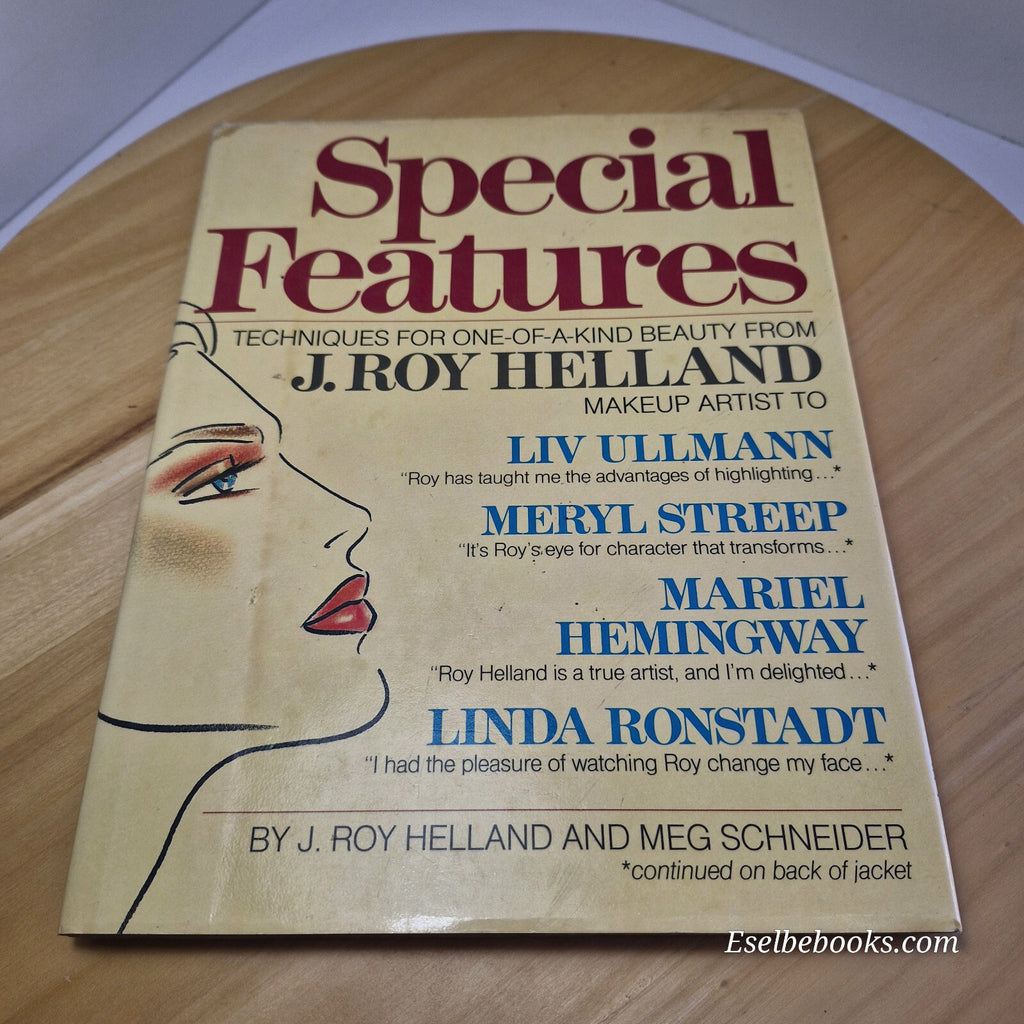 Special
Features
TECHNIQUES FOR ONE-OF-A-KIND BEAUTY FROM
J. ROY HELLAND
MAKEUP ARTIST TO
LIV ULLMANN
“Roy has taught me the advantages of highlighting...*
MERYL STREEP
“It’s Roy’s eye for character that transforms...*
MARIEL
HEMINGWAY
“Roy Helland is a true artist, and I’m delighted...*
LINDA RONSTADT
“I had the pleasure of watching Roy change my face...*
BY J. ROY HELLAND AND MEG SCHNEIDER
*continued on back of jacket
Eselbebooks.com